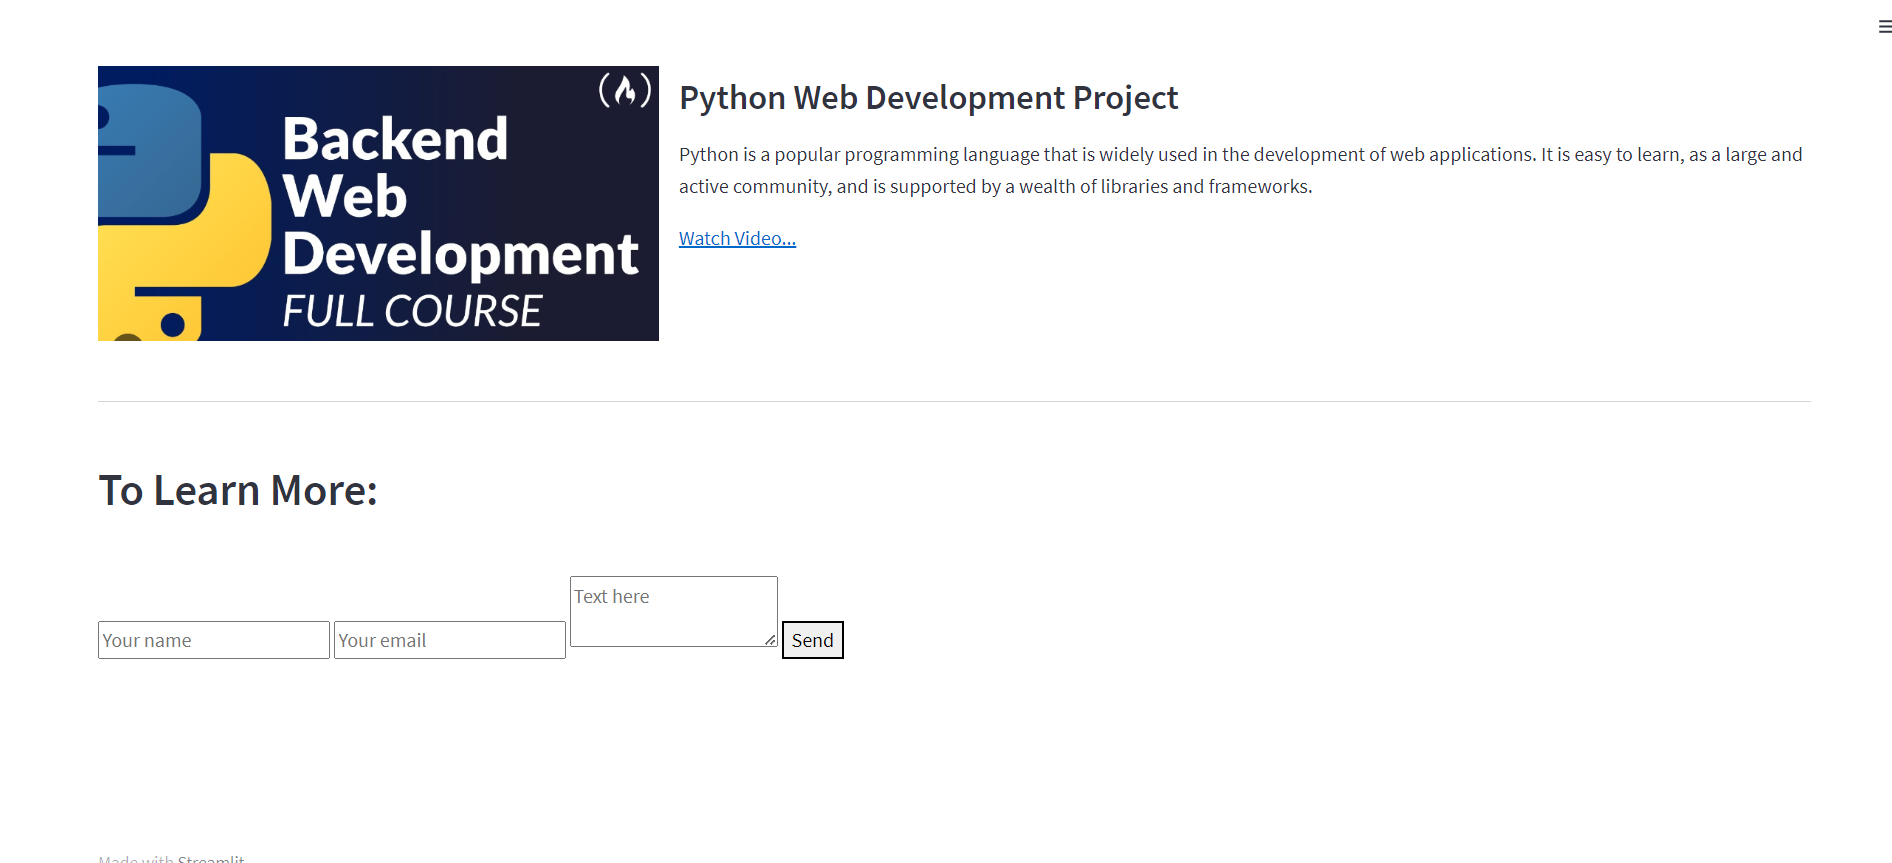 Backend
Web
Development
FULL COURSE
Python Web Development Project
Python is a popular programming language that is widely used in the development of web applications. It is easy to learn, as a large and
active community, and is supported by a wealth of libraries and frameworks.
Watch Video...
To Learn More:
Your name
Your email
Text here
Send
Made with Streamlit